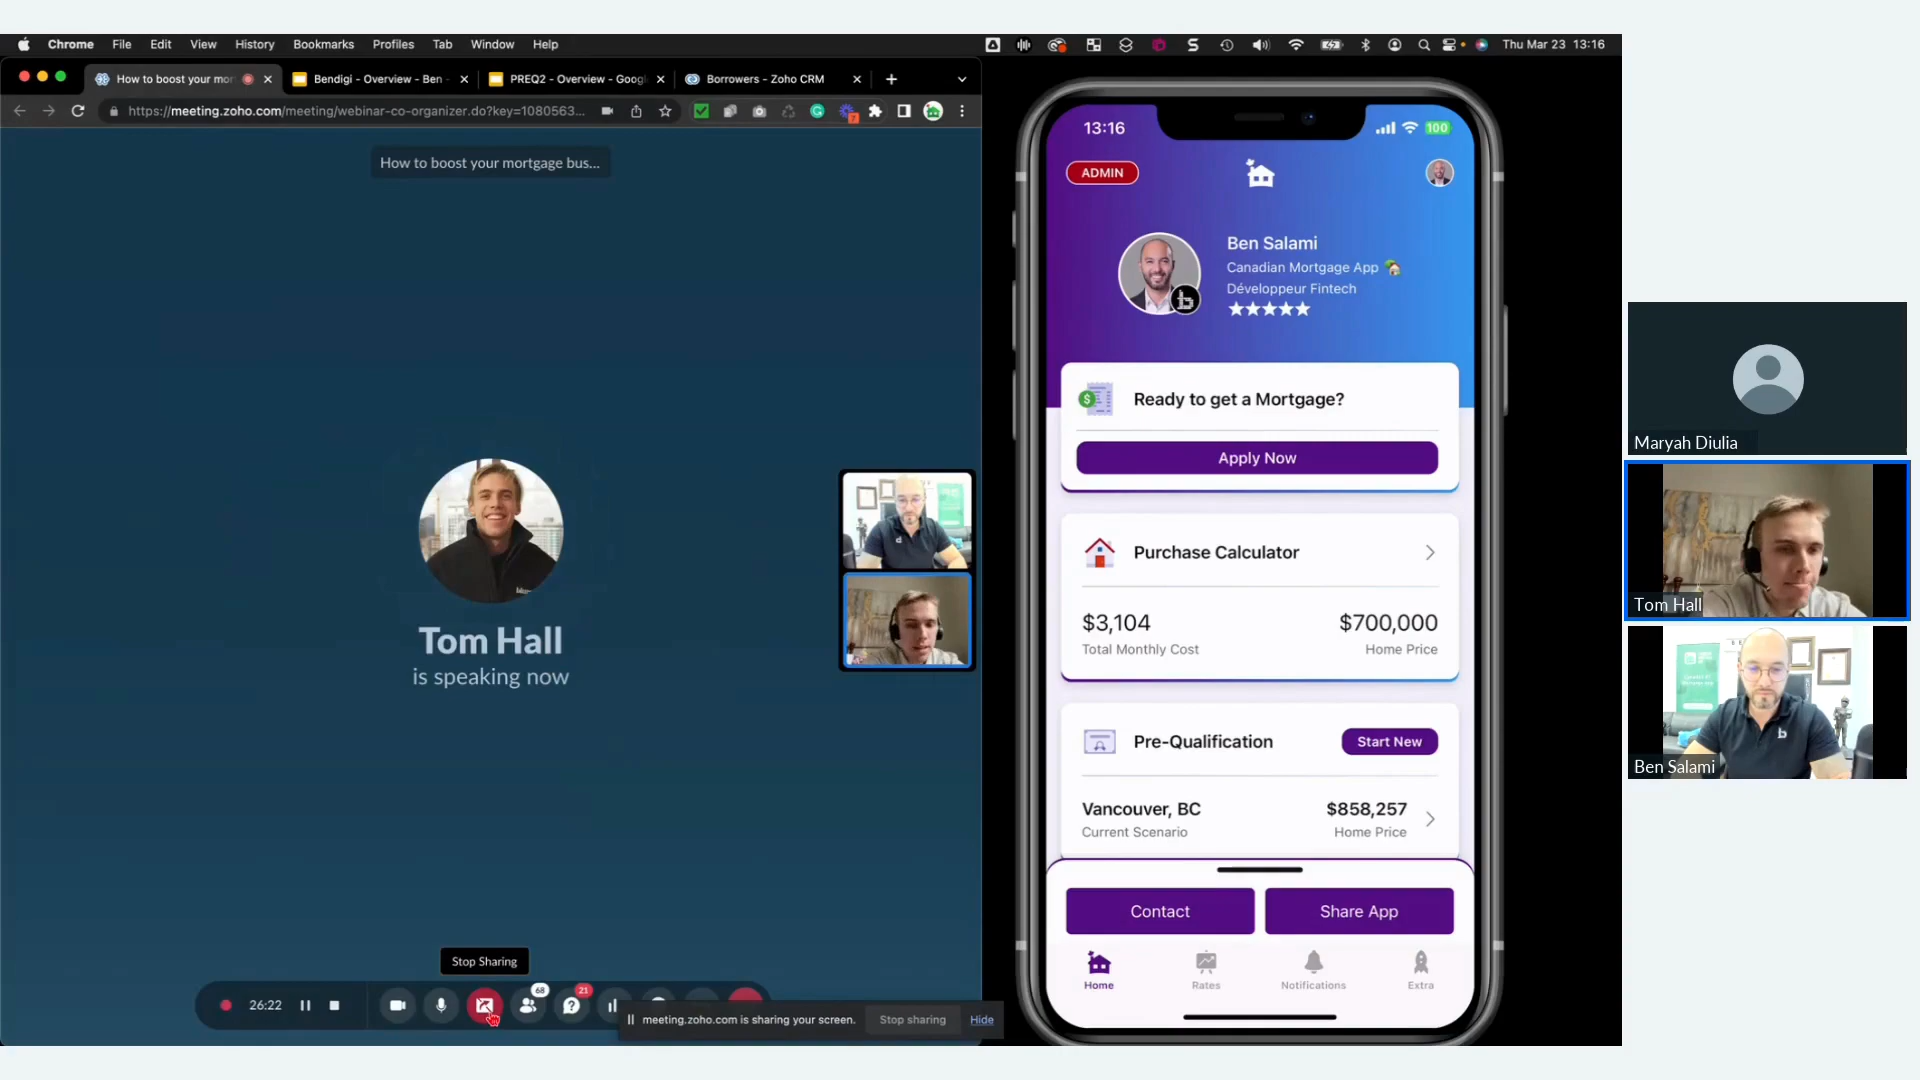 Chrome File Edit View History Bookmarks Profiles Tab Window Help
Thu Mar 23 13:16
How to boost your mor
Bendigi - Overview - Ben
PREQ2 - Overview - Googl
Borrowers - Zoho CRM
https://meeting.zoho.com/meeting/webinar-co-organizer.do?key=1080563...
7
How to boost your mortgage bus...
Tom Hall
is speaking now
Stop Sharing
26:22
68
21
meeting.zoho.com is sharing your screen.
Stop sharing
Hide
13:16
100
ADMIN
Ben Salami
Canadian Mortgage App
Développeur Fintech
Ready to get a Mortgage?
Apply Now
Purchase Calculator
$3,104 $700,000
Total Monthly Cost Home Price
Pre-Qualification Start New
Vancouver, BC $858,257
Current Scenario Home Price
Contact Share App
Home Rates Notifications Extra
Maryah Diulia
Tom Hall
Ben Salami